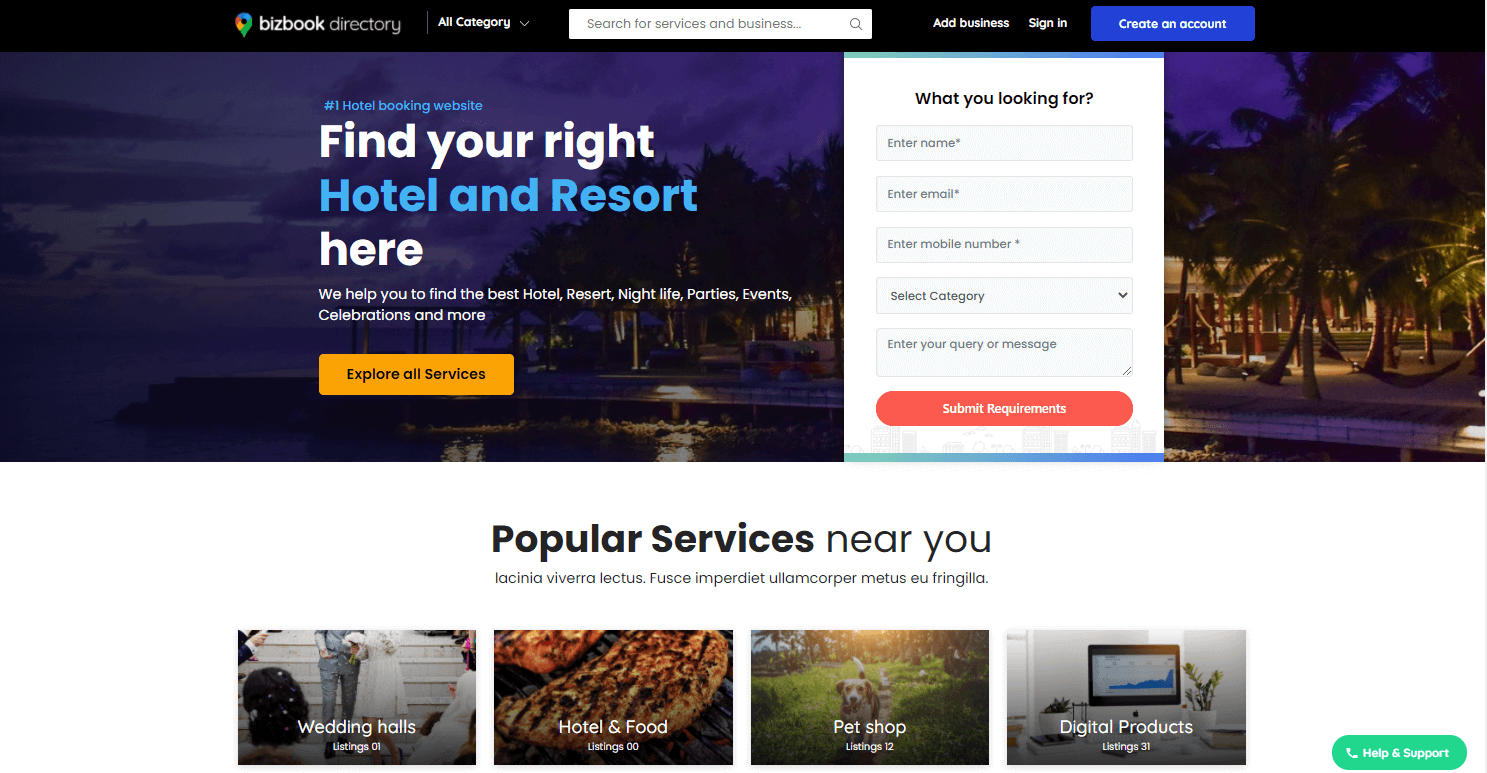 bizbook directory
All Category
Search for services and business...
Add business
Sign in
Create an account
#1 Hotel booking website
Find your right
Hotel and Resort
here
We help you to find the best Hotel, Resert, Night life, Parties, Events,
Celebrations and more
Explore all Services
What you looking for?
Enter name*
Enter email*
Enter mobile number *
Select Category
Enter your query or message
Submit Requirements
Popular Services near you
lacinia viverra lectus. Fusce imperdiet ullamcorper metus eu fringilla.
Wedding halls
Listings 01
Hotel & Food
Listings 00
Pet shop
Listings 12
Digital Products
Listings 31
Help & Support